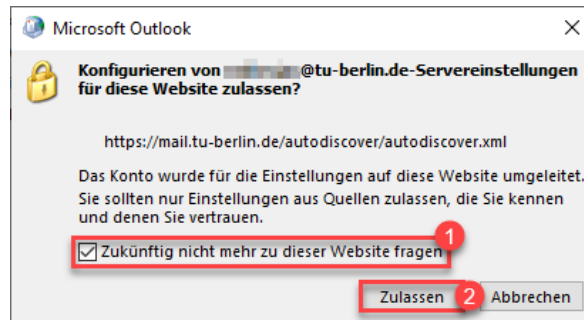 Microsoft Outlook
Konfigurieren von @tu-berlin.de-Servereinstellungen
für diese Website zulassen?
https://mail.tu-berlin.de/autodiscover/autodiscover.xml
Das Konto wurde für die Einstellungen auf diese Website umgeleitet.
Sie sollten nur Einstellungen aus Quellen zulassen, die Sie kennen
und denen Sie vertrauen.
1
Zukünftig nicht mehr zu dieser Website fragen
Zulassen 2 Abbrechen